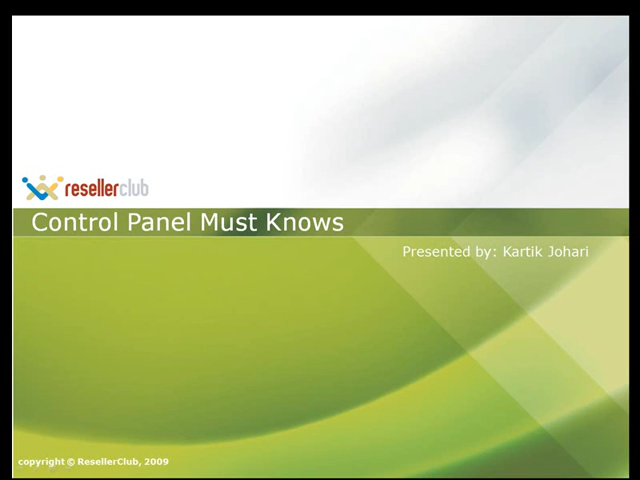 resellerclub
Control Panel Must Knows
Presented by: Kartik Johari
copyright © ResellerClub, 2009